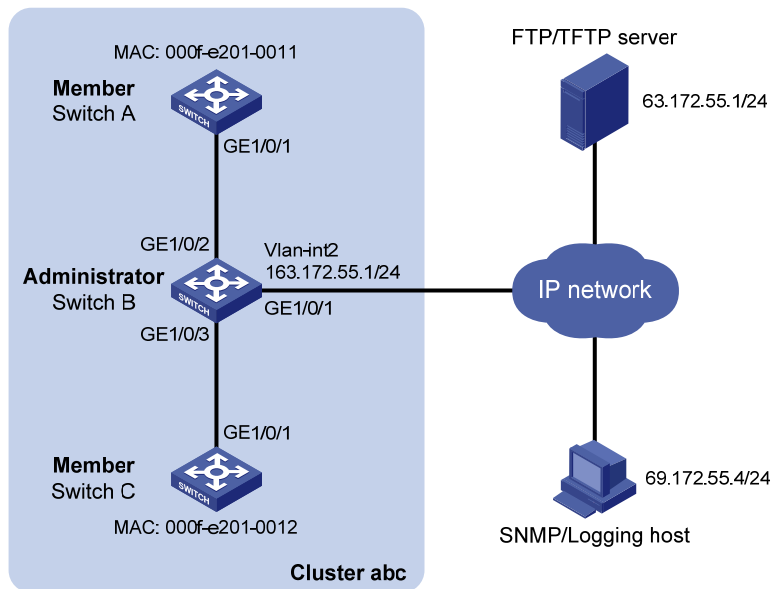 MAC: 000f-e201-0011
Member
Switch A
SWITCH
GE1/0/1
GE1/0/2
Administrator
Switch B
SWITCH
Vlan-int2
163.172.55.1/24
GE1/0/1
GE1/0/3
GE1/0/1
Member
Switch C
SWITCH
MAC: 000f-e201-0012
Cluster abc
FTP/TFTP server
63.172.55.1/24
IP network
69.172.55.4/24
SNMP/Logging host